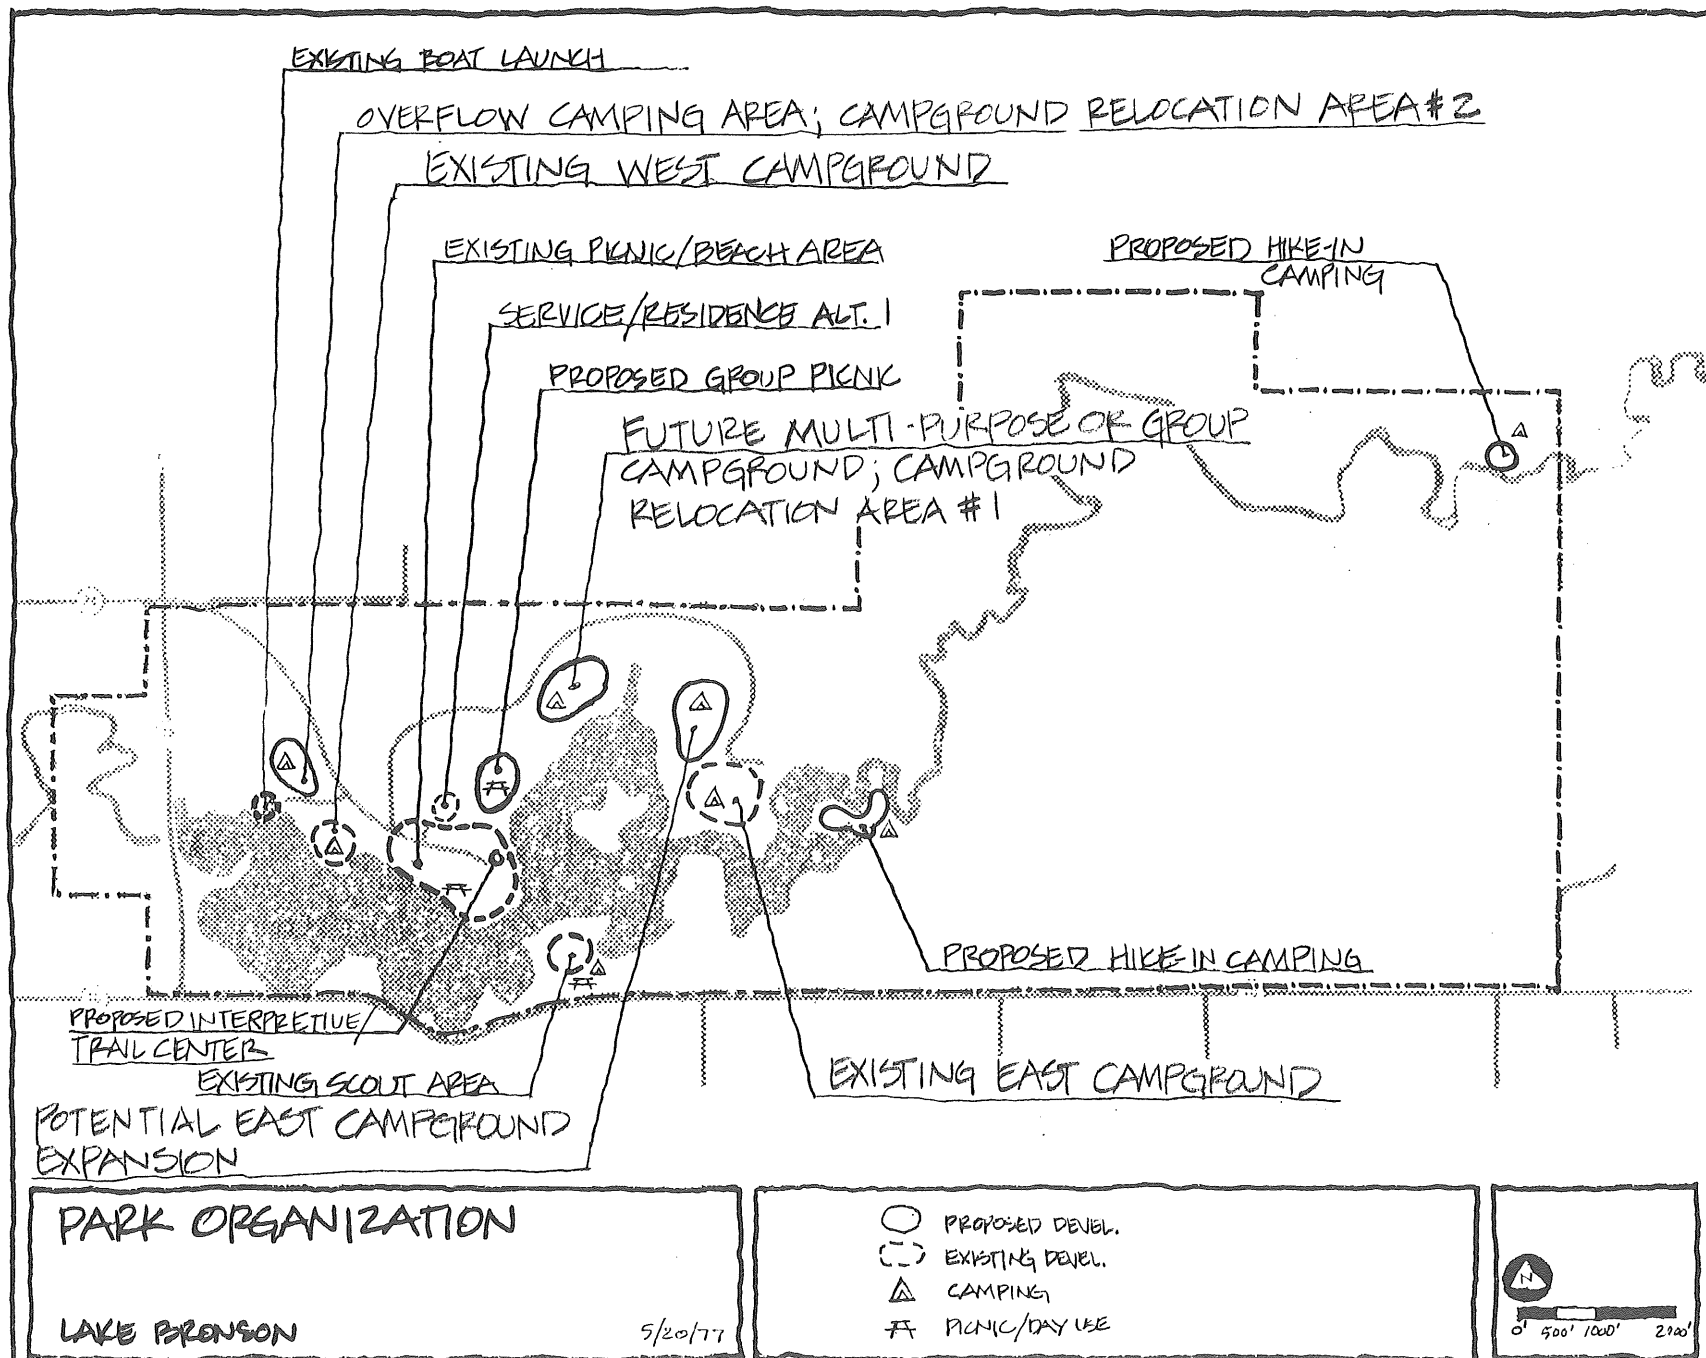 EXISTING BOAT LAUNCH
OVERFLOW CAMPING AREA; CAMPGROUND RELOCATION AREA #2
EXISTING WEST CAMPGROUND
EXISTING PICNIC/BEACH AREA
PROPOSED HIKE-IN
CAMPING
SERVICE/RESIDENCE ALT. 1
PROPOSED GROUP PICNIC
FUTURE MULTI-PURPOSE OR GROUP
CAMPGROUND; CAMPGROUND
RELOCATION AREA #1
PROPOSED HIKE-IN CAMPING
PROPOSED INTERPRETIVE/
TRAIL CENTER
EXISTING SCOUT AREA
EXISTING EAST CAMPGROUND
POTENTIAL EAST CAMPGROUND
EXPANSION
PARK ORGANIZATION
LAKE BRONSON
5/20/77
PROPOSED DEVEL.
EXISTING DEVEL.
CAMPING
PICNIC/DAY USE
N
0' 500' 1000'